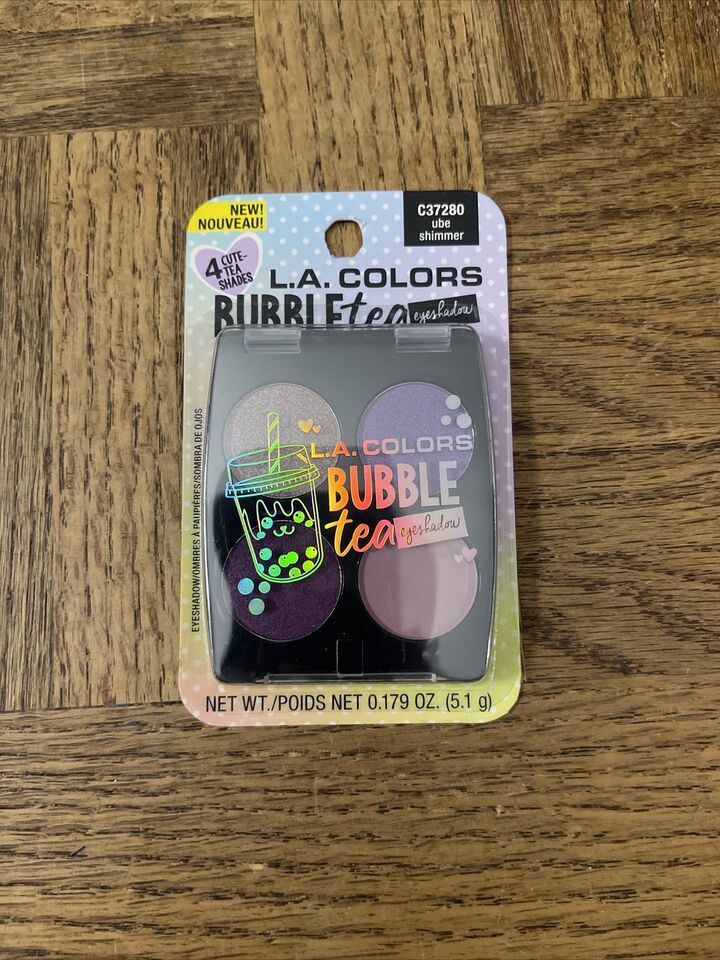 NEW!
NOUVEAU!
C37280
ube
shimmer
4 CUTE-
TEA
SHADES
L.A. COLORS
BUBBLE tea eyeshadow
L.A. COLORS
BUBBLE
tea eyeshadow
EYESHADOW/OMBRES À PAUPIÈRES/SOMBRA DE OJOS
NET WT./POIDS NET 0.179 OZ. (5.1 g)